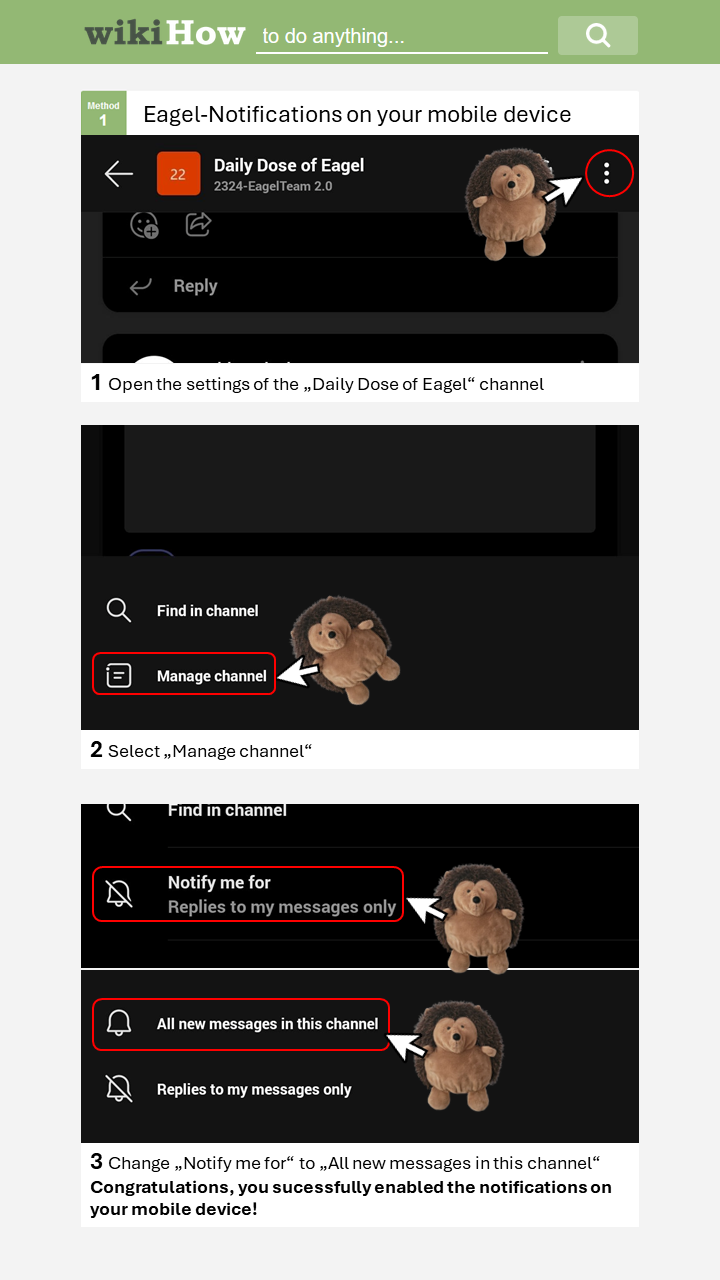 wikiHow to do anything...
Method
1
Eagel-Notifications on your mobile device
22
Daily Dose of Eagel
2324-EagelTeam 2.0
Reply
1 Open the settings of the „Daily Dose of Eagel“ channel
Find in channel
Manage channel
2 Select „Manage channel“
Find in channel
Notify me for
Replies to my messages only
All new messages in this channel
Replies to my messages only
3 Change „Notify me for“ to „All new messages in this channel“
Congratulations, you sucessfully enabled the notifications on
your mobile device!